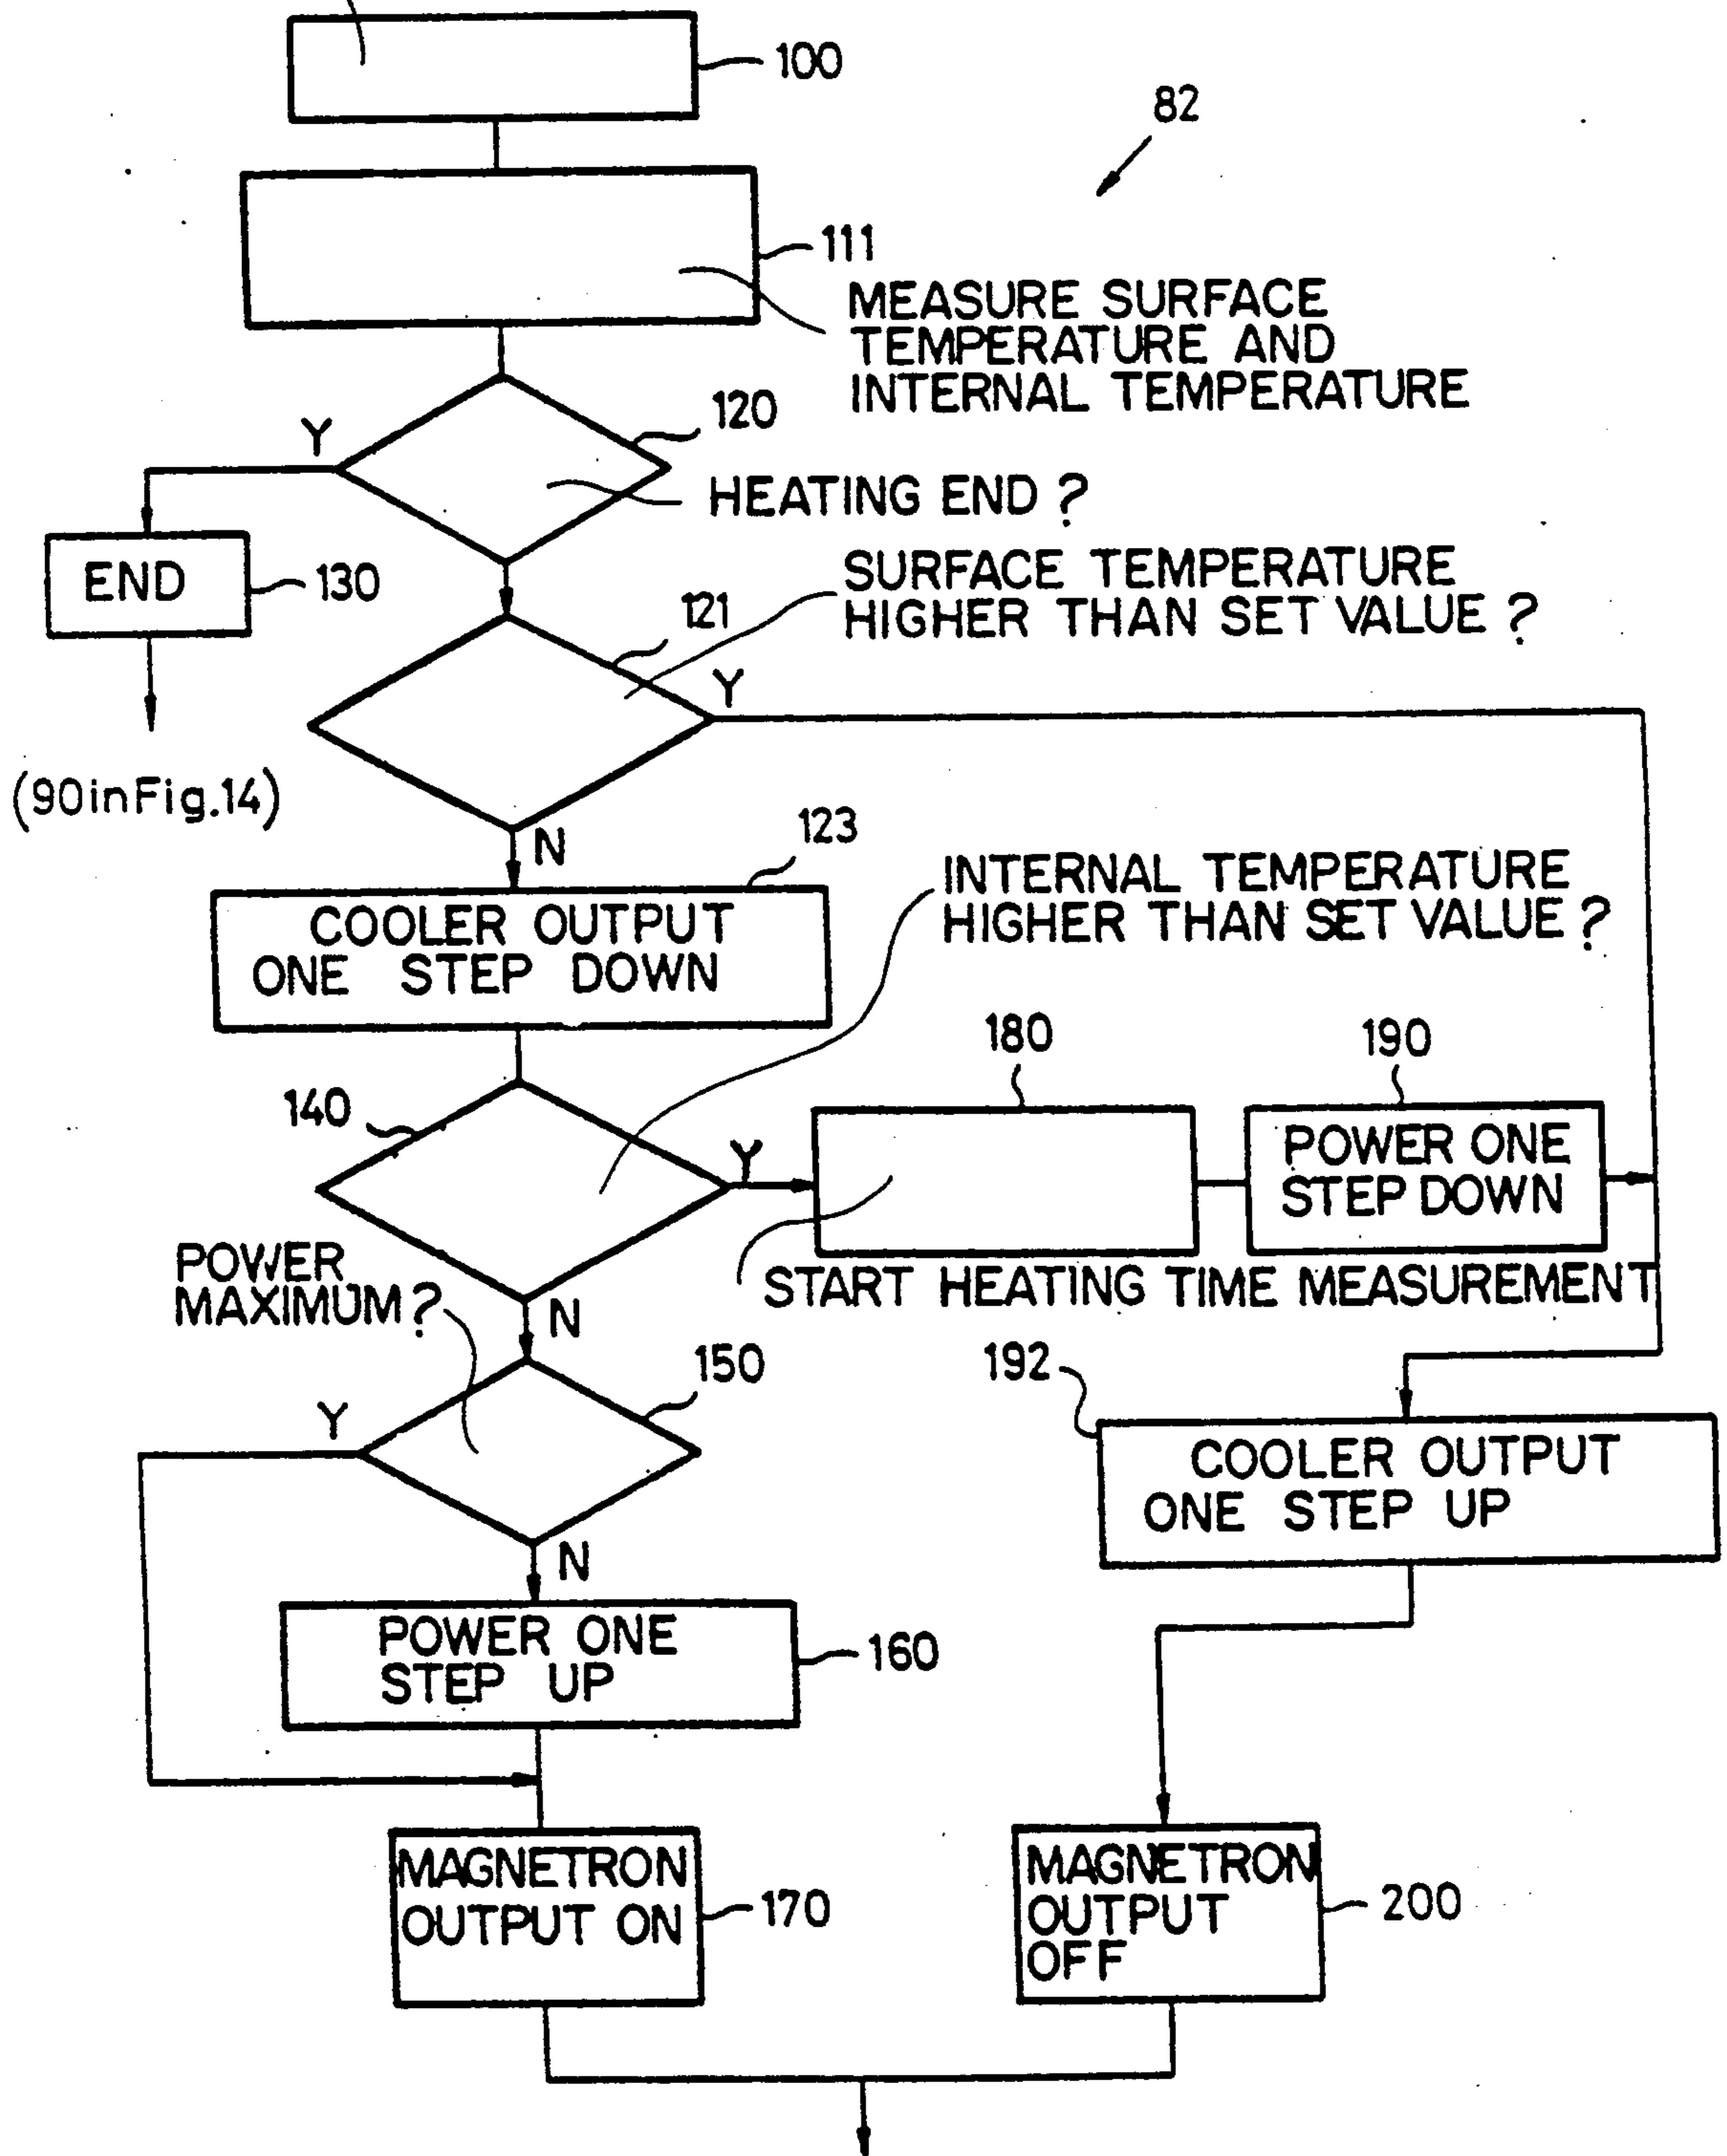 100
82
111
MEASURE SURFACE
TEMPERATURE AND
INTERNAL TEMPERATURE
120
Y
HEATING END ?
END
130
SURFACE TEMPERATURE
HIGHER THAN SET VALUE ?
121
Y
(90inFig.14)
N
123
COOLER OUTPUT
ONE STEP DOWN
INTERNAL TEMPERATURE
HIGHER THAN SET VALUE ?
180
190
140
Y
POWER ONE
STEP DOWN
START HEATING TIME MEASUREMENT
POWER
MAXIMUM ?
N
150
192
Y
COOLER OUTPUT
ONE STEP UP
N
POWER ONE
STEP UP
160
MAGNETRON
OUTPUT ON
170
MAGNETRON
OUTPUT
OFF
200